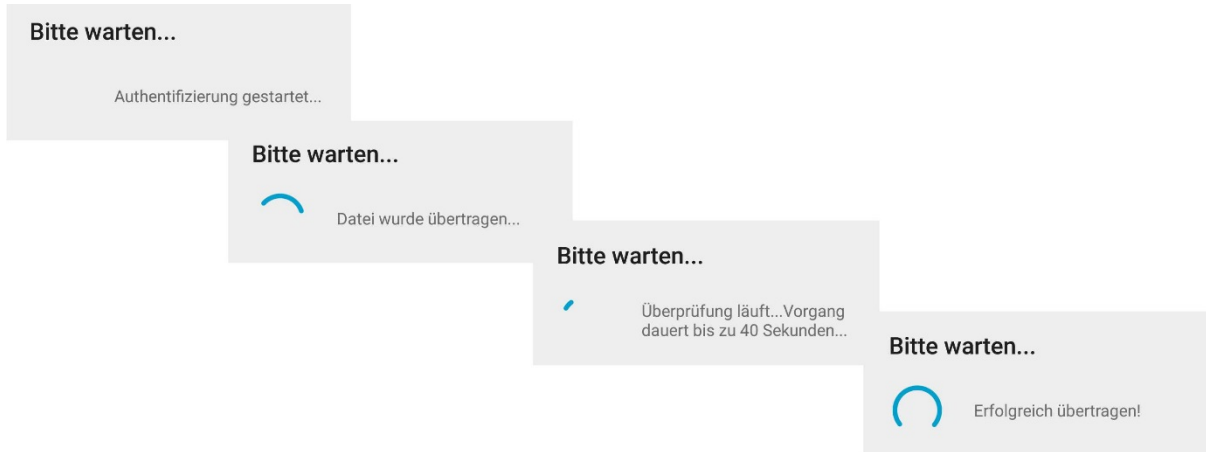 Bitte warten...
Authentifizierung gestartet...
Bitte warten...
Datei wurde übertragen...
Bitte warten...
Überprüfung läuft...Vorgang
dauert bis zu 40 Sekunden...
Bitte warten...
Erfolgreich übertragen!